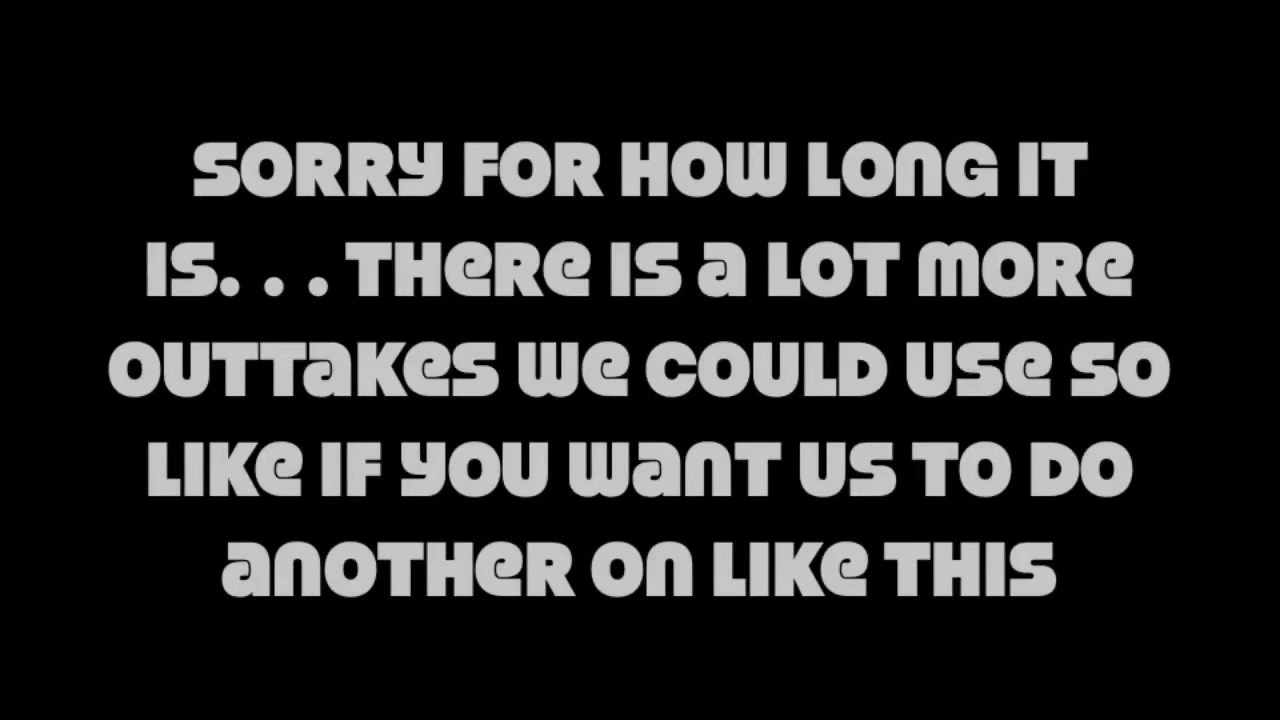 SORRY FOR HOW LONG IT
IS. . . THERE IS A LOT MORE
OUTTAKES WE COULD USE SO
LIKE IF YOU WANT US TO DO
ANOTHER ON LIKE THIS